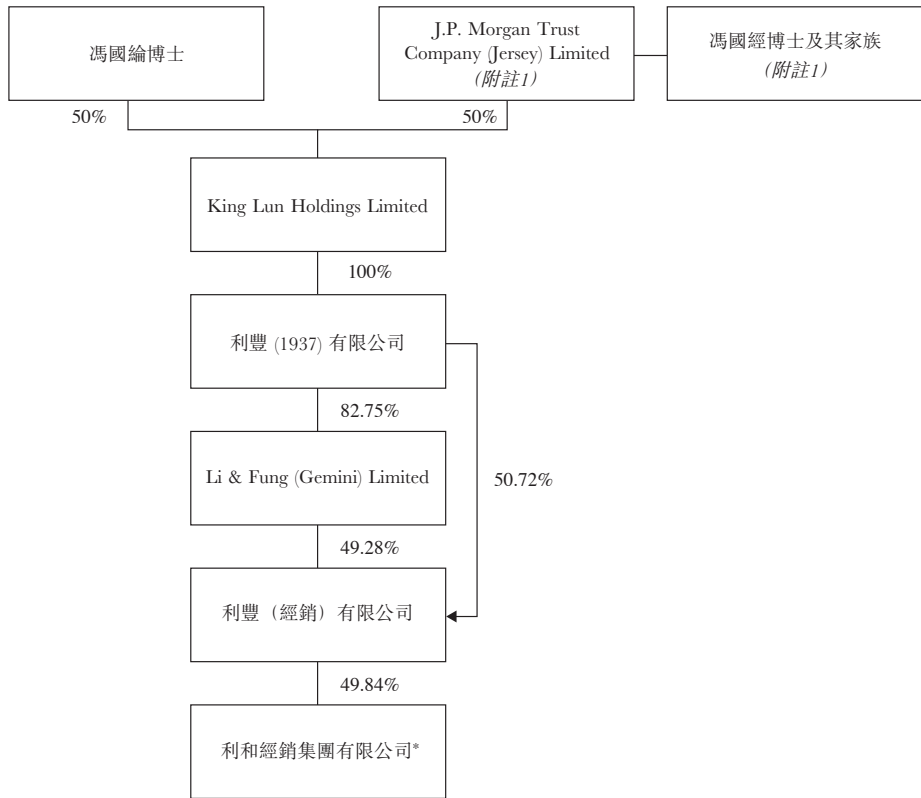 馮國綸博士
J.P. Morgan Trust
Company (Jersey) Limited
(附註1)
馮國經博士及其家族
(附註1)
50%
50%
King Lun Holdings Limited
100%
利豐 (1937) 有限公司
82.75%
Li & Fung (Gemini) Limited
50.72%
49.28%
利豐（經銷）有限公司
49.84%
利和經銷集團有限公司*